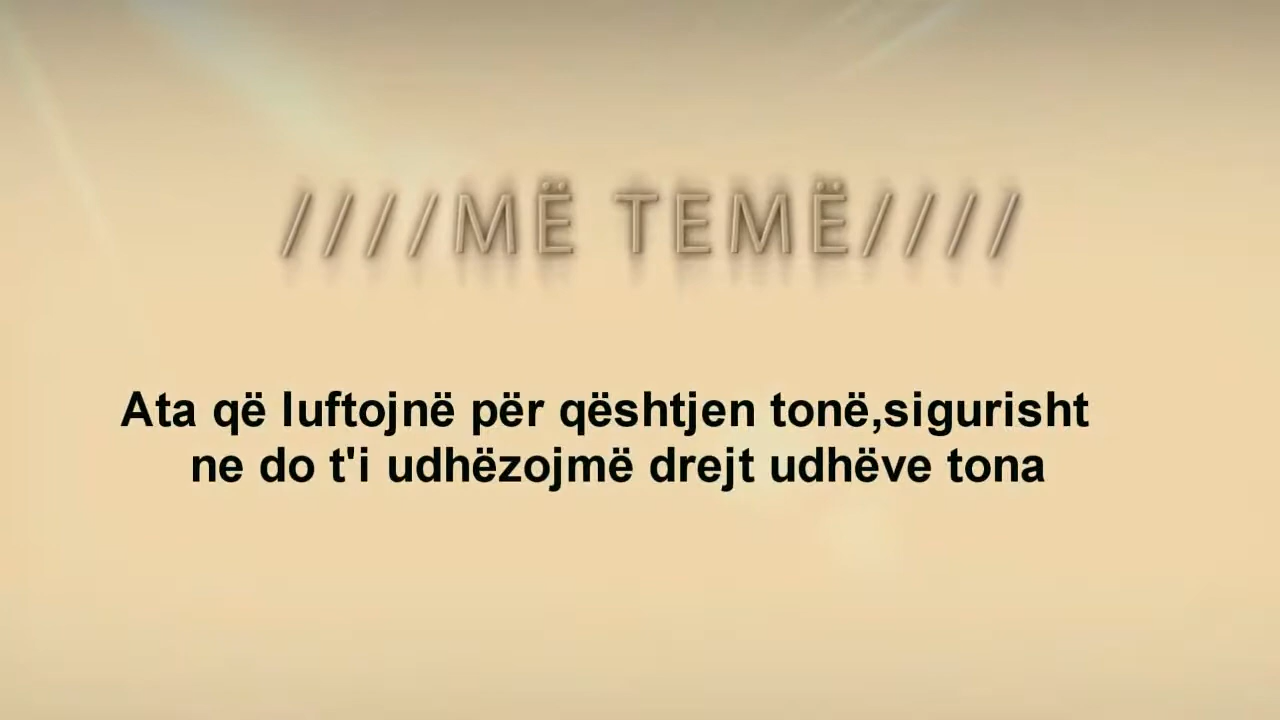 ////MË TEMË////
Ata që luftojnë për qështjen tonë,sigurisht
ne do t'i udhëzojmë drejt udhëve tona